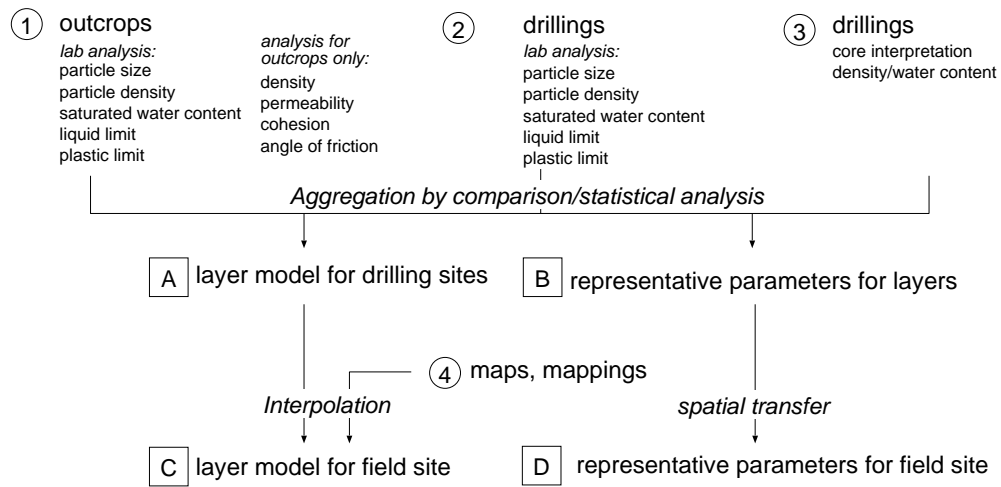 1 outcrops
lab analysis:
particle size
particle density
saturated water content
liquid limit
plastic limit
analysis for
outcrops only:
density
permeability
cohesion
angle of friction
2 drillings
lab analysis:
particle size
particle density
saturated water content
liquid limit
plastic limit
3 drillings
core interpretation
density/water content
Aggregation by comparison/statistical analysis
A layer model for drilling sites
B representative parameters for layers
4 maps, mappings
Interpolation
spatial transfer
C layer model for field site
D representative parameters for field site